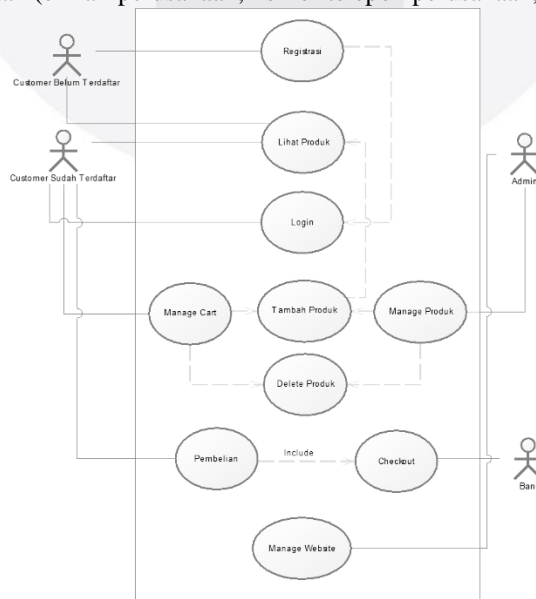 Registrasi
Customer Belum Terdaftar
Lihat Produk
Customer Sudah Terdaftar
Admin
Login
Manage Cart
Tambah Produk
Manage Produk
Delete Produk
Pembelian
Include
Checkout
Ban
Manage Website